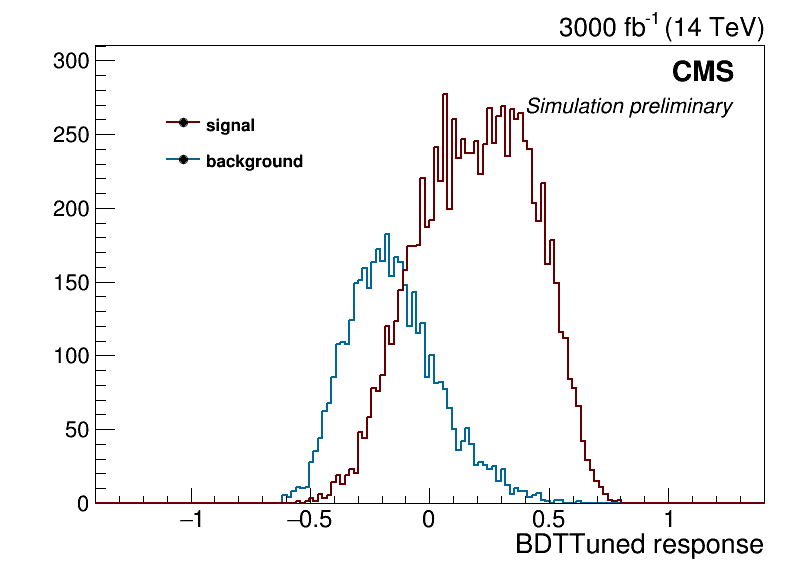 3000 fb-1 (14 TeV)
CMS
Simulation preliminary
signal
background
300
250
200
150
100
50
0
−1
−0.5
0
0.5
1
BDTTuned response